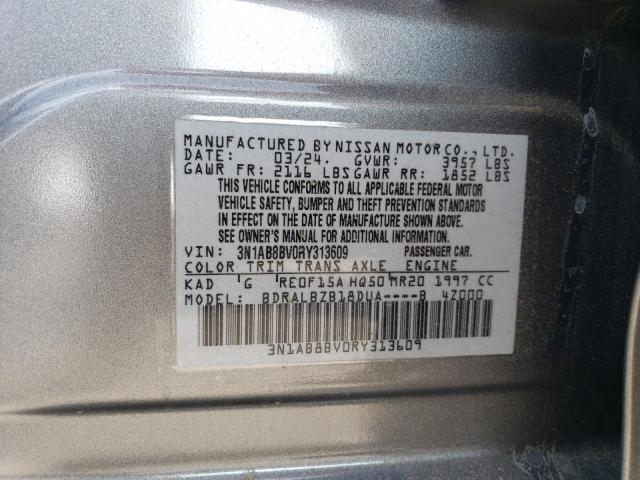 MANUFACTURED BY NISSAN MOTOR CO., LTD.
DATE: 03/24. GVWR: 3957 LBS
GAWR FR: 2116 LBS GAWR RR: 1852 LBS
THIS VEHICLE CONFORMS TO ALL APPLICABLE FEDERAL MOTOR
VEHICLE SAFETY, BUMPER, AND THEFT PREVENTION STANDARDS
IN EFFECT ON THE DATE OF MANUFACTURE SHOWN ABOVE.
SEE OWNER'S MANUAL FOR ADDITIONAL INFORMATION.
VIN: 3N1AB8BV0RY313609 PASSENGER CAR.
COLOR TRIM TRANS AXLE ENGINE
KAD G RE0F15A HQ50 MR20 1997 CC
MODEL: BDRALBZB18DUA----B 4Z000
3N1AB8BV0RY313609